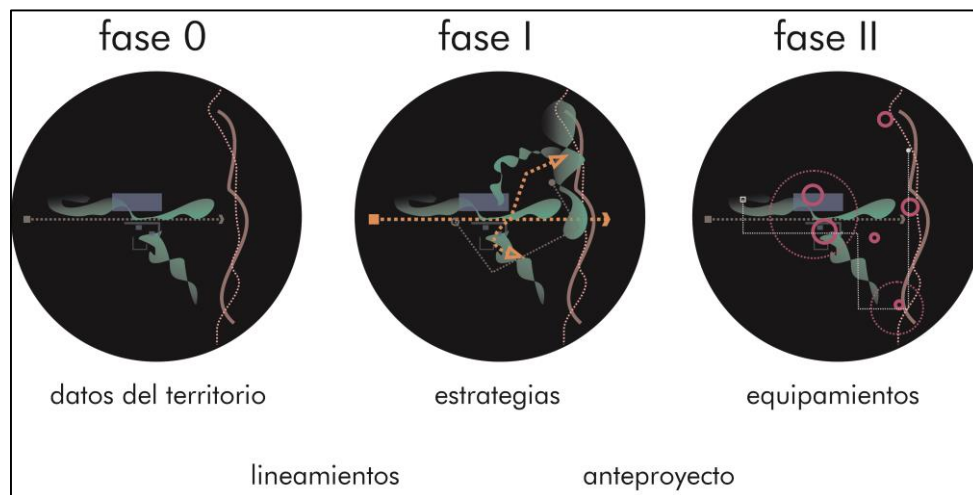 fase 0
fase I
fase II
datos del territorio
estrategias
equipamientos
lineamientos
anteproyecto